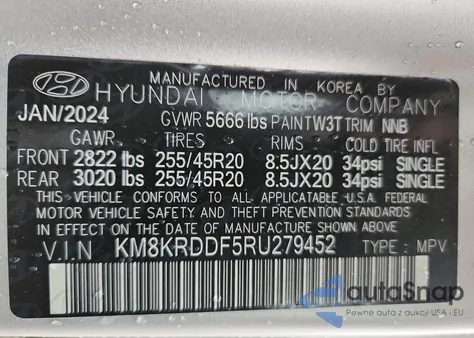 MANUFACTURED IN KOREA BY
HYUNDAI MOTOR COMPANY
JAN/2024 GVWR 5666 lbs PAINT W3T TRIM NNB
GAWR TIRES RIMS COLD TIRE INFL
FRONT 2822 lbs 255/45R20 8.5JX20 34psi SINGLE
REAR 3020 lbs 255/45R20 8.5JX20 34psi SINGLE
THIS VEHICLE CONFORMS TO ALL APPLICABLE U.S.A FEDERAL
MOTOR VEHICLE SAFETY AND THEFT PREVENTION STANDARDS
IN EFFECT ON THE DATE OF MANUFACTURE SHOWN ABOVE.
VIN KM8KRDDF5RU279452 TYPE : MPV
autoSnap
Pewne auta z aukcji USA - EU